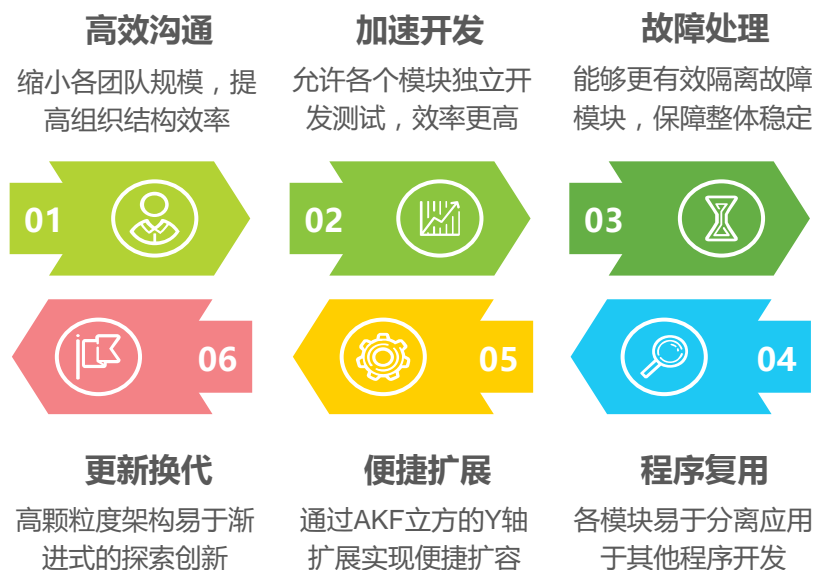 高效沟通
缩小各团队规模，提
高组织结构效率
加速开发
允许各个模块独立开
发测试，效率更高
故障处理
能够更有效隔离故障
模块，保障整体稳定
01
02
03
06
05
04
更新换代
高颗粒度架构易于渐
进式的探索创新
便捷扩展
通过AKF立方的Y轴
扩展实现便捷扩容
程序复用
各模块易于分离应用
于其他程序开发